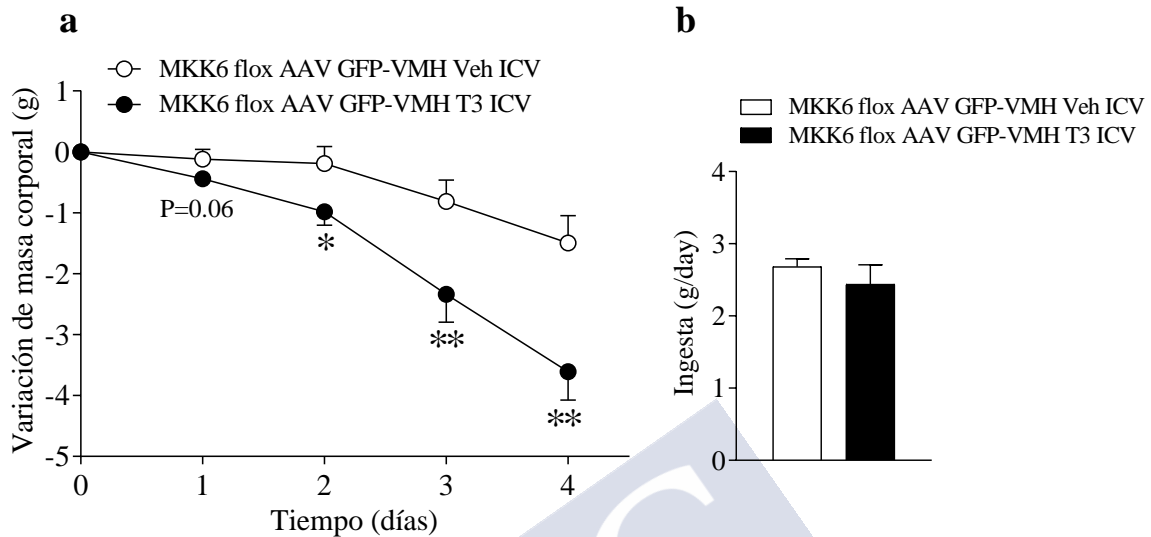 a
MKK6 flox AAV GFP-VMH Veh ICV
MKK6 flox AAV GFP-VMH T3 ICV
Variación de masa corporal (g)
1
0
-1
-2
-3
-4
-5
P=0.06
*
**
**
0 1 2 3 4
Tiempo (días)
b
MKK6 flox AAV GFP-VMH Veh ICV
MKK6 flox AAV GFP-VMH T3 ICV
Ingesta (g/day)
4
3
2
1
0